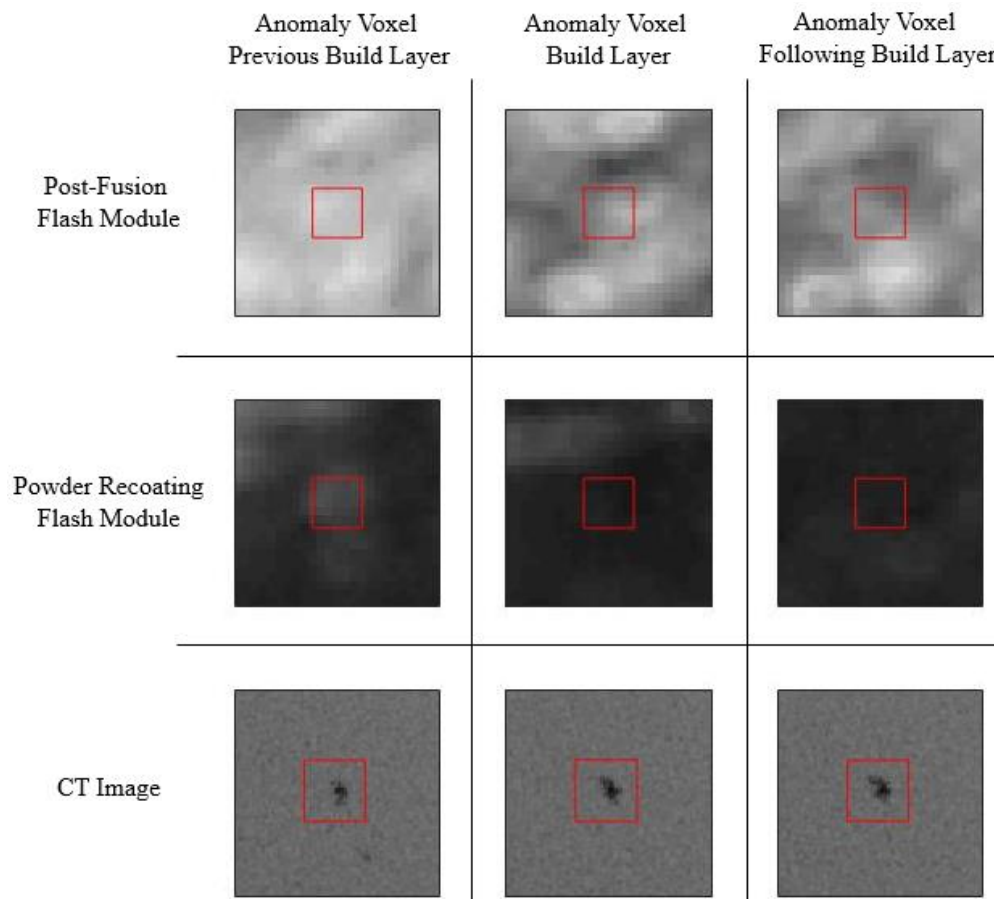 Anomaly Voxel
Previous Build Layer
Anomaly Voxel
Build Layer
Anomaly Voxel
Following Build Layer
Post-Fusion
Flash Module
Powder Recoating
Flash Module
CT Image